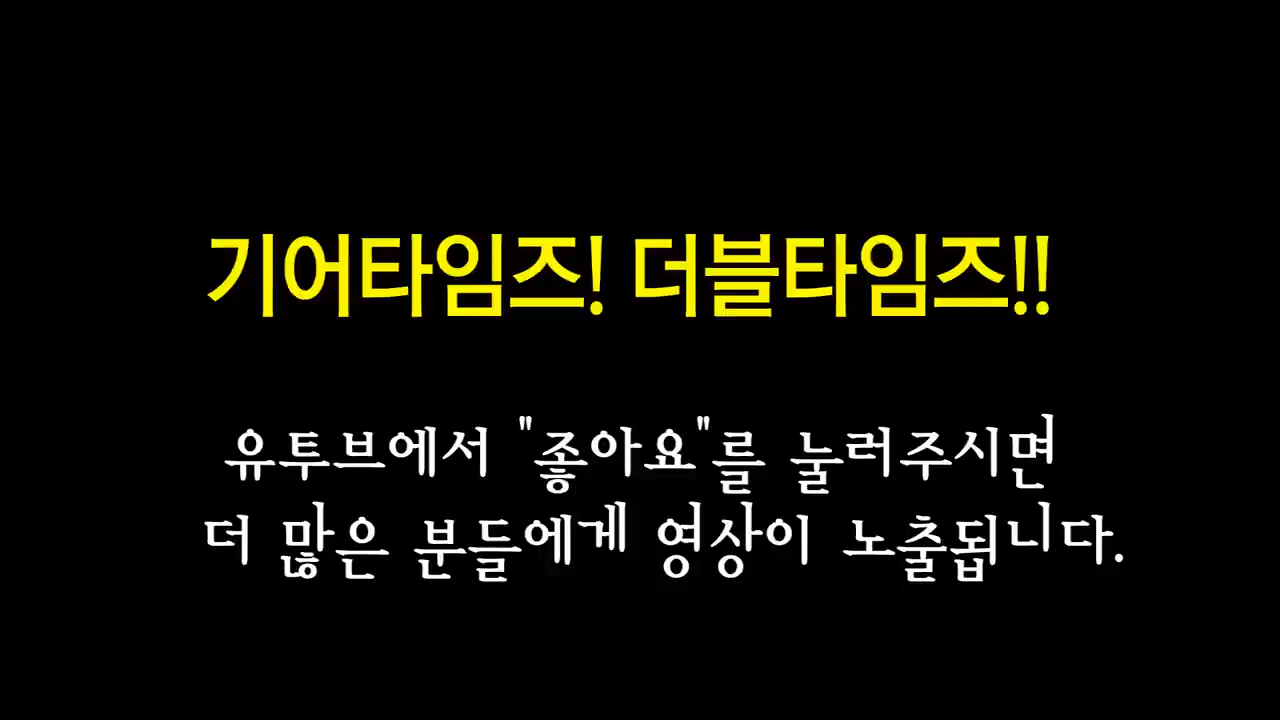 기어타임즈! 더블타임즈!!
유투브에서 "좋아요"를 눌러주시면
더 많은 분들에게 영상이 노출됩니다.